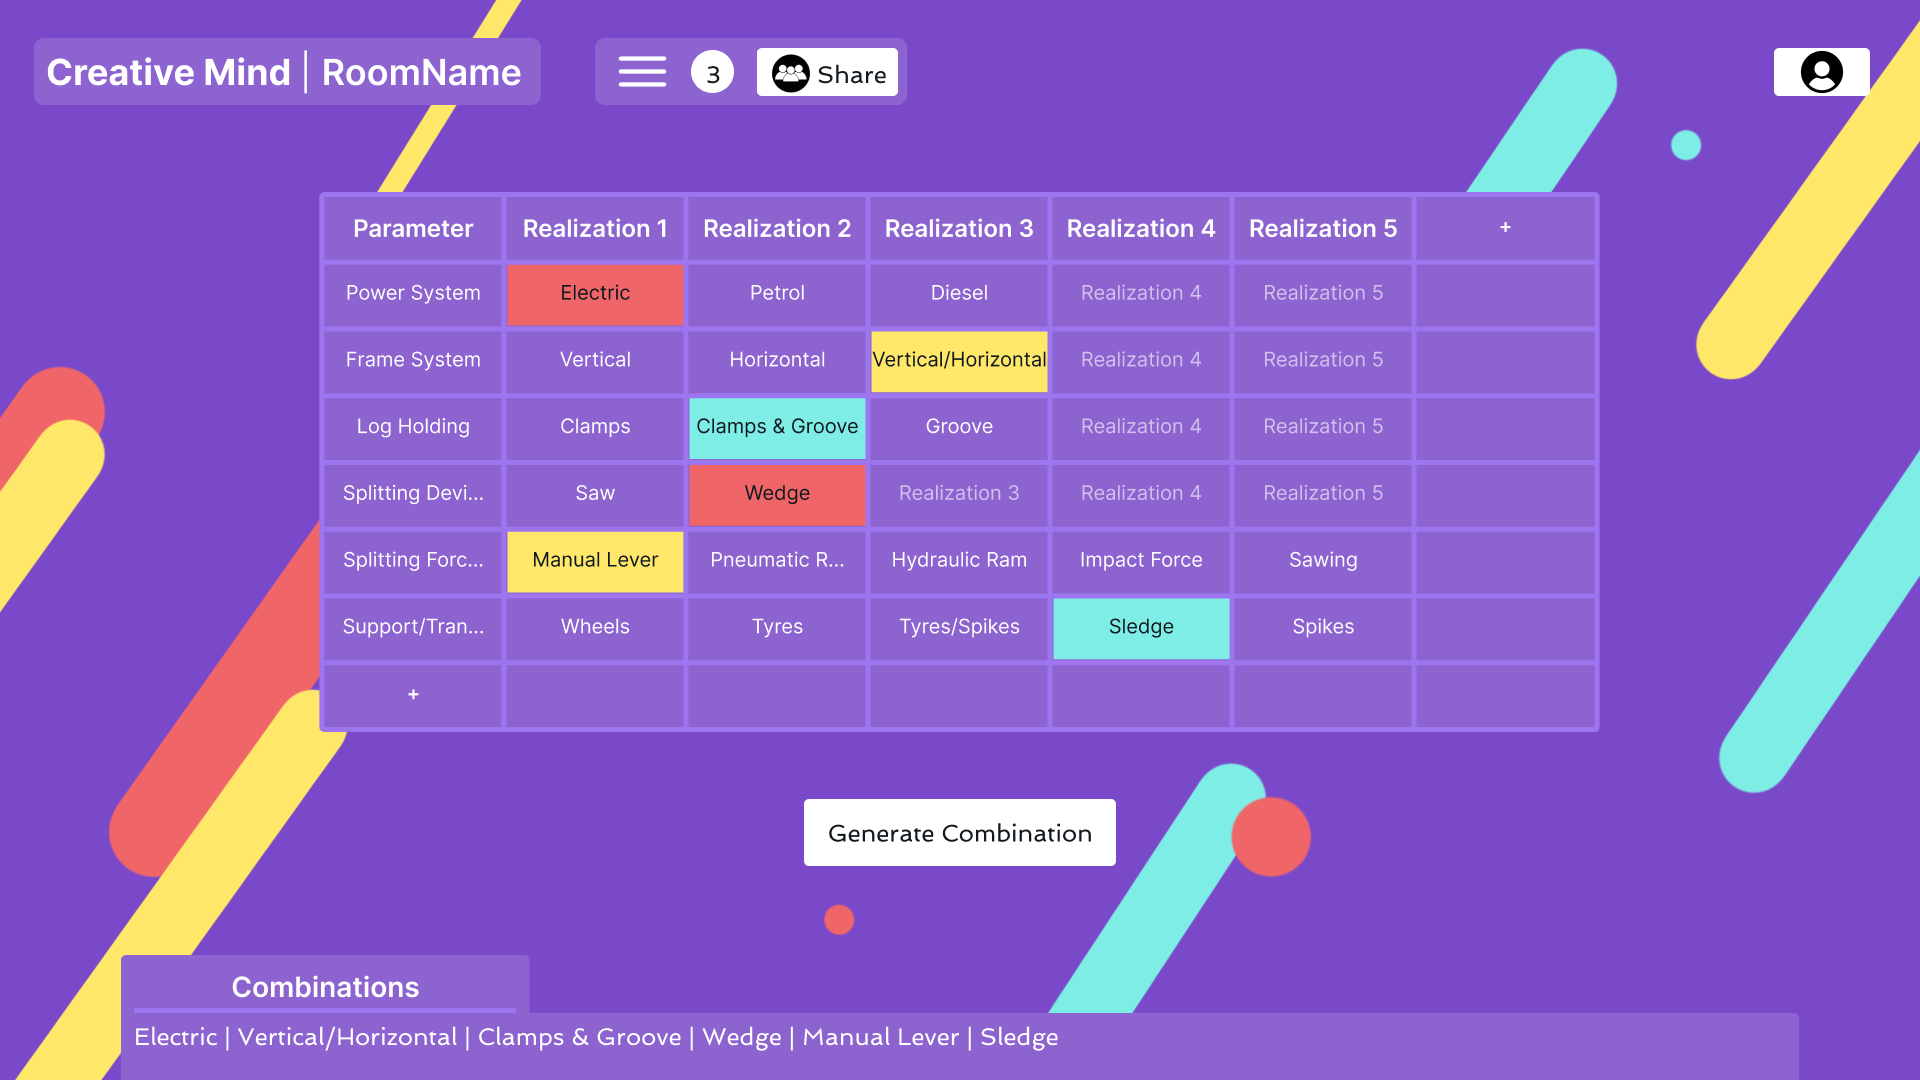 Creative Mind | RoomName
3
Share
Parameter Realization 1 Realization 2 Realization 3 Realization 4 Realization 5 +
Power System Electric Petrol Diesel Realization 4 Realization 5
Frame System Vertical Horizontal Vertical/Horizontal Realization 4 Realization 5
Log Holding Clamps Clamps & Groove Groove Realization 4 Realization 5
Splitting Devi... Saw Wedge Realization 3 Realization 4 Realization 5
Splitting Forc... Manual Lever Pneumatic R... Hydraulic Ram Impact Force Sawing
Support/Tran... Wheels Tyres Tyres/Spikes Sledge Spikes
+
Generate Combination
Combinations
Electric | Vertical/Horizontal | Clamps & Groove | Wedge | Manual Lever | Sledge